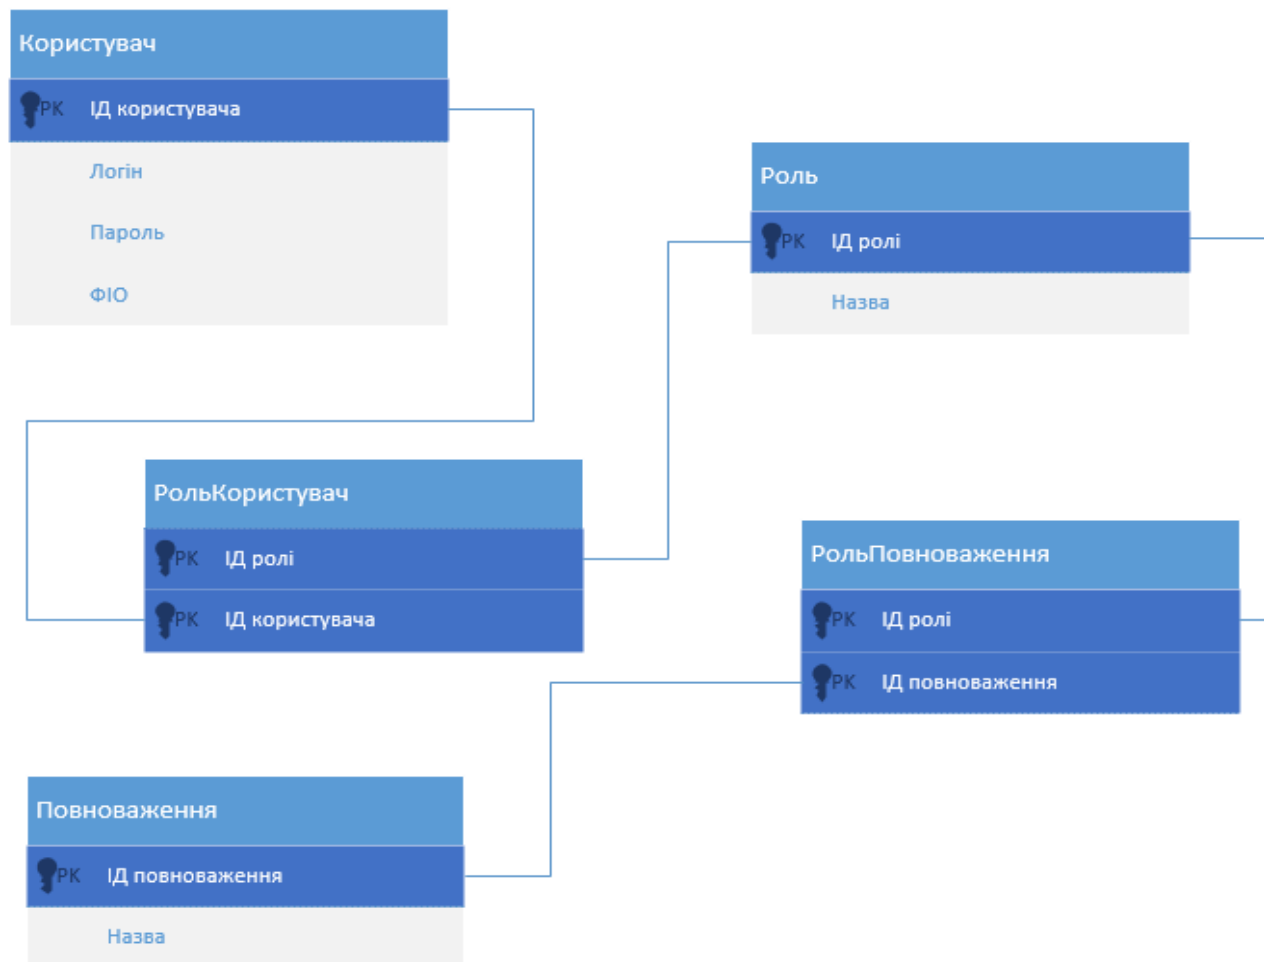 Користувач
PK ІД користувача
Логін
Пароль
ФІО
Роль
PK ІД ролі
Назва
РольКористувач
PK ІД ролі
PK ІД користувача
РольПовноваження
PK ІД ролі
PK ІД повноваження
Повноваження
PK ІД повноваження
Назва